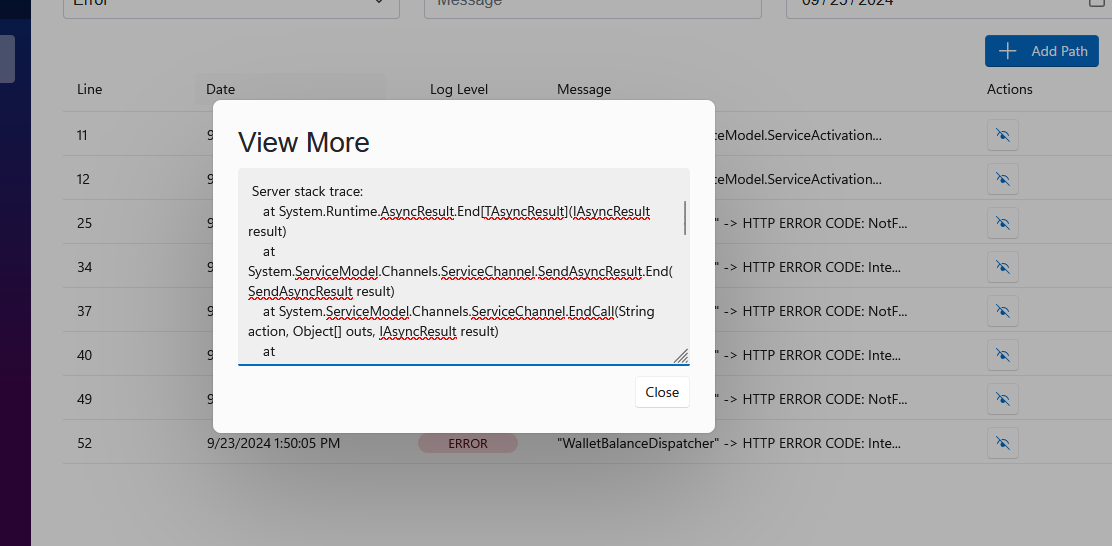 Error
Message
09/25/2024
Add Path
Line
Date
Log Level
Message
Actions
11
9
ceModel.ServiceActivation...
12
9
ceModel.ServiceActivation...
25
9
" -> HTTP ERROR CODE: NotF...
34
9
" -> HTTP ERROR CODE: Inte...
37
9
" -> HTTP ERROR CODE: NotF...
40
9
" -> HTTP ERROR CODE: Inte...
49
9
" -> HTTP ERROR CODE: NotF...
52
9/23/2024 1:50:05 PM
ERROR
"WalletBalanceDispatcher" -> HTTP ERROR CODE: Inte...
View More
Server stack trace:
at System.Runtime.AsyncResult.End[TAsyncResult](IAsyncResult
result)
at
System.ServiceModel.Channels.ServiceChannel.SendAsyncResult.End(
SendAsyncResult result)
at System.ServiceModel.Channels.ServiceChannel.EndCall(String
action, Object[] outs, IAsyncResult result)
at
Close